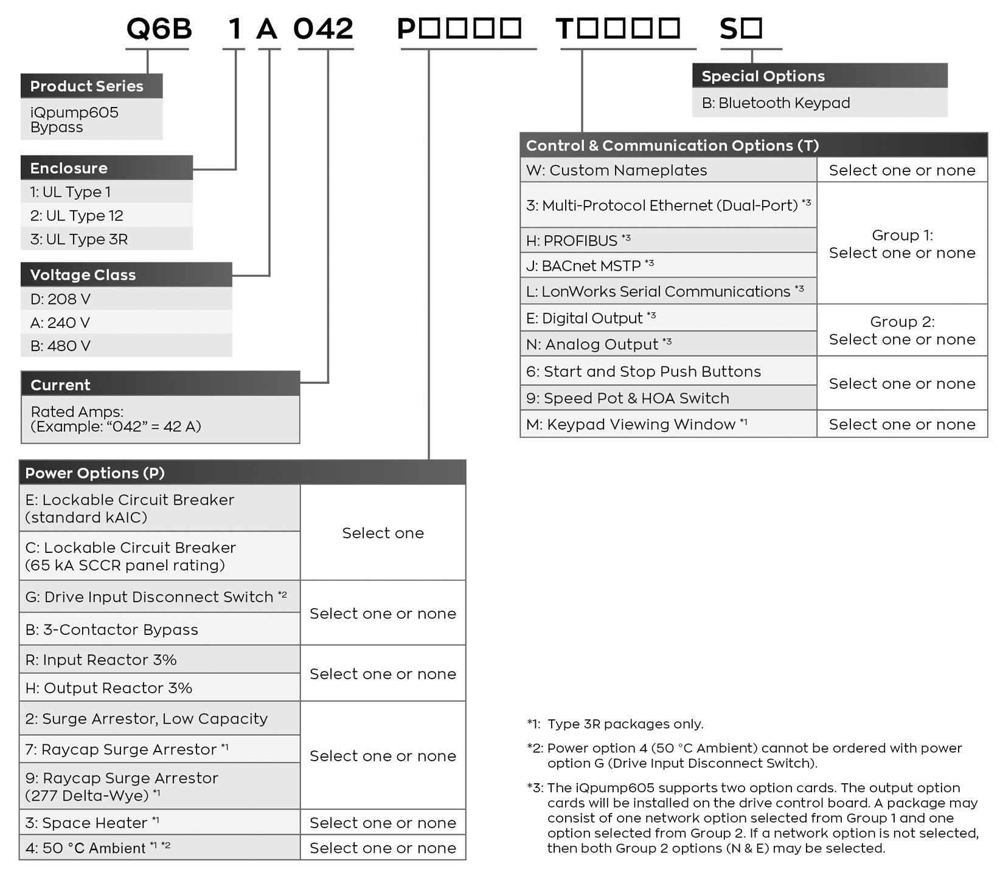 Q6B 1 A 042 P□□□□ T□□□□ S□
Product Series
iQpump605
Bypass
Enclosure
1: UL Type 1
2: UL Type 12
3: UL Type 3R
Voltage Class
D: 208 V
A: 240 V
B: 480 V
Current
Rated Amps:
(Example: “042” = 42 A)
Power Options (P)
E: Lockable Circuit Breaker
(standard kAIC)
C: Lockable Circuit Breaker
(65 kA SCCR panel rating)
Select one
G: Drive Input Disconnect Switch *2
B: 3-Contactor Bypass
Select one or none
R: Input Reactor 3%
H: Output Reactor 3%
Select one or none
2: Surge Arrestor, Low Capacity
7: Raycap Surge Arrestor *1
9: Raycap Surge Arrestor
(277 Delta-Wye) *1
Select one or none
3: Space Heater *1
Select one or none
4: 50 °C Ambient *1 *2
Select one or none
Special Options
B: Bluetooth Keypad
Control & Communication Options (T)
W: Custom Nameplates
Select one or none
3: Multi-Protocol Ethernet (Dual-Port) *3
H: PROFIBUS *3
J: BACnet MSTP *3
L: LonWorks Serial Communications *3
Group 1:
Select one or none
E: Digital Output *3
N: Analog Output *3
Group 2:
Select one or none
6: Start and Stop Push Buttons
9: Speed Pot & HOA Switch
Select one or none
M: Keypad Viewing Window *1
Select one or none
*1: Type 3R packages only.
*2: Power option 4 (50 °C Ambient) cannot be ordered with power
option G (Drive Input Disconnect Switch).
*3: The iQpump605 supports two option cards. The output option
cards will be installed on the drive control board. A package may
consist of one network option selected from Group 1 and one
option selected from Group 2. If a network option is not selected,
then both Group 2 options (N & E) may be selected.